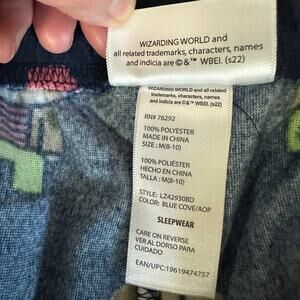 WIZARDING WORLD and
all related trademarks, characters, names
and indicia are ©&™ WBEI. (s22)
WIZARDING WORLD and all related
trademarks, characters, names
and indicia are ©&™ WBEI. (s22)
RN# 76292
100% POLYESTER
MADE IN CHINA
SIZE: M(8-10)
100% POLIÉSTER
HECHO EN CHINA
TALLA : M(8-10)
STYLE: LZ42930BD
COLOR: BLUE COVE/AOP
SLEEPWEAR
CARE ON REVERSE
VER AL DORSO PARA
CUIDADO
EAN/UPC:19619474757